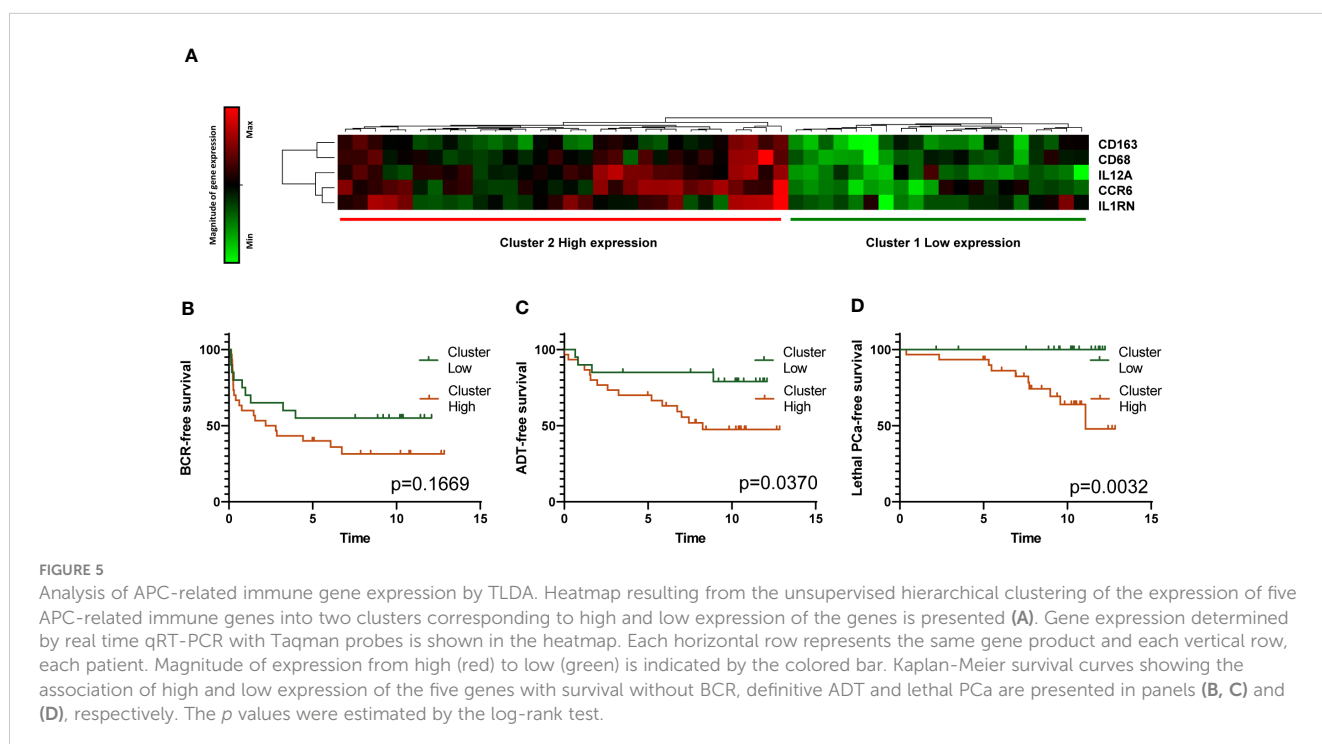 A
Magnitude of gene expression
Max
Min
CD163
CD68
IL12A
CCR6
IL1RN
Cluster 2 High expression
Cluster 1 Low expression
B
BCR-free survival
100
50
0
0 5 10 15
Time
Cluster
Low
Cluster
High
p=0.1669
C
ADT-free survival
100
50
0
0 5 10 15
Time
Cluster
Low
Cluster
High
p=0.0370
D
Lethal PCa-free survival
100
50
0
0 5 10 15
Time
Cluster
Low
Cluster
High
p=0.0032
FIGURE 5
Analysis of APC-related immune gene expression by TLDA. Heatmap resulting from the unsupervised hierarchical clustering of the expression of five
APC-related immune genes into two clusters corresponding to high and low expression of the genes is presented (A). Gene expression determined
by real time qRT-PCR with Taqman probes is shown in the heatmap. Each horizontal row represents the same gene product and each vertical row,
each patient. Magnitude of expression from high (red) to low (green) is indicated by the colored bar. Kaplan-Meier survival curves showing the
association of high and low expression of the five genes with survival without BCR, definitive ADT and lethal PCa are presented in panels (B, C) and
(D), respectively. The p values were estimated by the log-rank test.